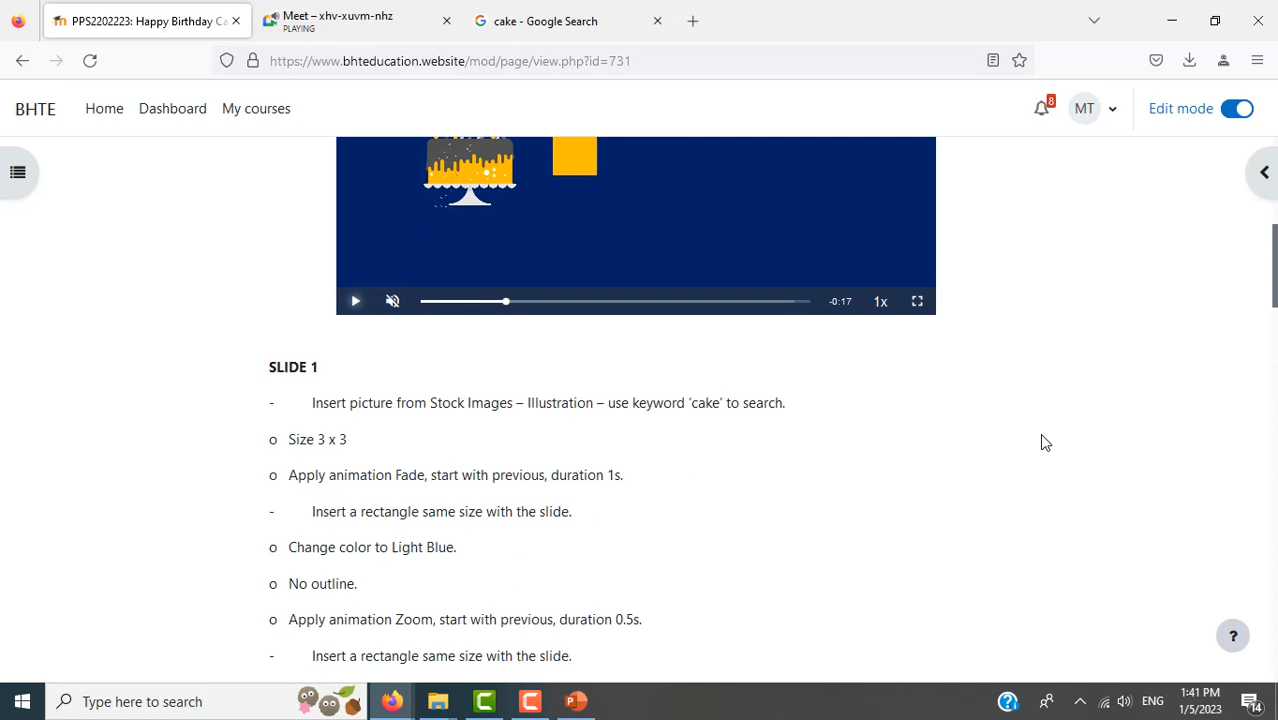 PPS2202223: Happy Birthday Ca
Meet – xhv-xuvm-nhz
PLAYING
cake - Google Search
https://www.bhteducation.website/mod/page/view.php?id=731
BHTE Home Dashboard My courses 8 MT Edit mode
-0:17 1x
SLIDE 1
- Insert picture from Stock Images – Illustration – use keyword ‘cake’ to search.
o Size 3 x 3
o Apply animation Fade, start with previous, duration 1s.
- Insert a rectangle same size with the slide.
o Change color to Light Blue.
o No outline.
o Apply animation Zoom, start with previous, duration 0.5s.
- Insert a rectangle same size with the slide.
?
Type here to search
ENG
1:41 PM
1/5/2023
14